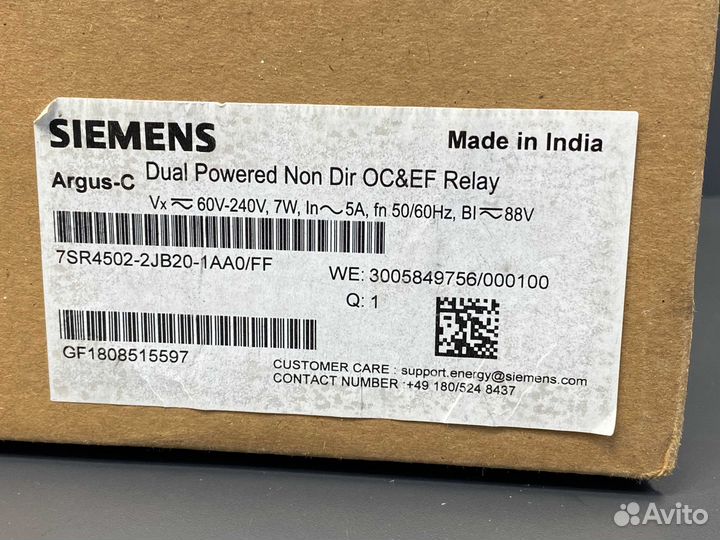 SIEMENS
Made in India
Argus-C Dual Powered Non Dir OC&EF Relay
Vx ⎓ 60V-240V, 7W, In ~ 5A, fn 50/60Hz, BI ⎓ 88V
7SR4502-2JB20-1AA0/FF
WE: 3005849756/000100
Q: 1
GF1808515597
CUSTOMER CARE : support.energy@siemens.com
CONTACT NUMBER :+49 180/524 8437
Avito